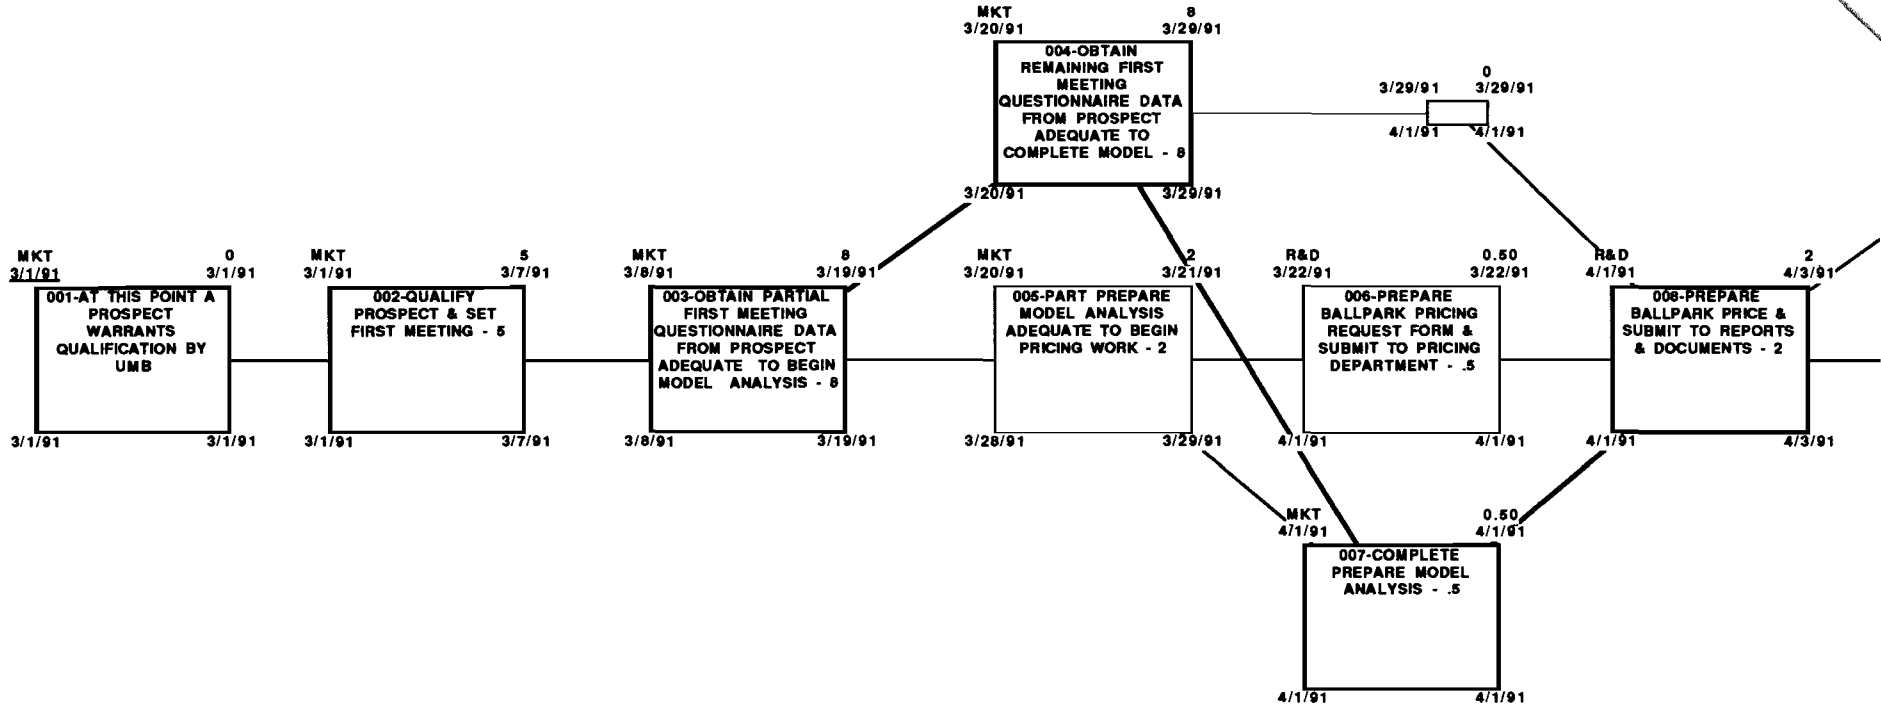 MKT 8
3/20/91 3/29/91
004-OBTAIN
REMAINING FIRST
MEETING
QUESTIONNAIRE DATA
FROM PROSPECT
ADEQUATE TO
COMPLETE MODEL - 8
3/20/91 3/29/91
0
3/29/91 3/29/91
4/1/91 4/1/91
MKT 0
3/1/91 3/1/91
001-AT THIS POINT A
PROSPECT
WARRANTS
QUALIFICATION BY
UMB
3/1/91 3/1/91
MKT 5
3/1/91 3/7/91
002-QUALIFY
PROSPECT & SET
FIRST MEETING - 5
3/1/91 3/7/91
MKT 8
3/8/91 3/19/91
003-OBTAIN PARTIAL
FIRST MEETING
QUESTIONNAIRE DATA
FROM PROSPECT
ADEQUATE TO BEGIN
MODEL ANALYSIS - 8
3/8/91 3/19/91
MKT 2
3/20/91 3/21/91
005-PART PREPARE
MODEL ANALYSIS
ADEQUATE TO BEGIN
PRICING WORK - 2
3/28/91 3/29/91
R&D 0.50
3/22/91 3/22/91
006-PREPARE
BALLPARK PRICING
REQUEST FORM &
SUBMIT TO PRICING
DEPARTMENT - .5
4/1/91 4/1/91
R&D 2
4/1/91 4/3/91
008-PREPARE
BALLPARK PRICE &
SUBMIT TO REPORTS
& DOCUMENTS - 2
4/1/91 4/3/91
MKT 0.50
4/1/91 4/1/91
007-COMPLETE
PREPARE MODEL
ANALYSIS - .5
4/1/91 4/1/91